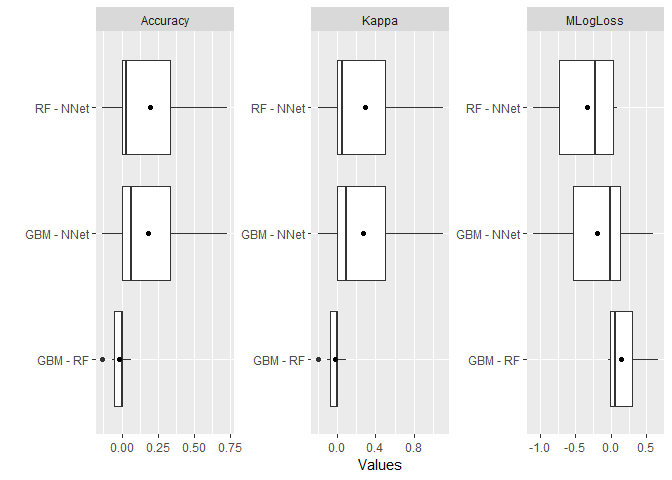 Accuracy
Kappa
MLogLoss
RF - NNet
RF - NNet
RF - NNet
GBM - NNet
GBM - NNet
GBM - NNet
GBM - RF
GBM - RF
GBM - RF
0.00 0.25 0.50 0.75
0.0 0.4 0.8
-1.0 -0.5 0.0 0.5
Values